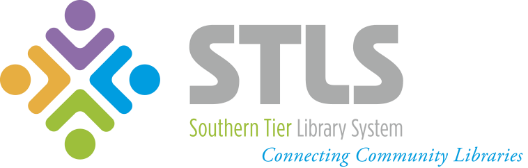 STLS
Southern Tier Library System
Connecting Community Libraries